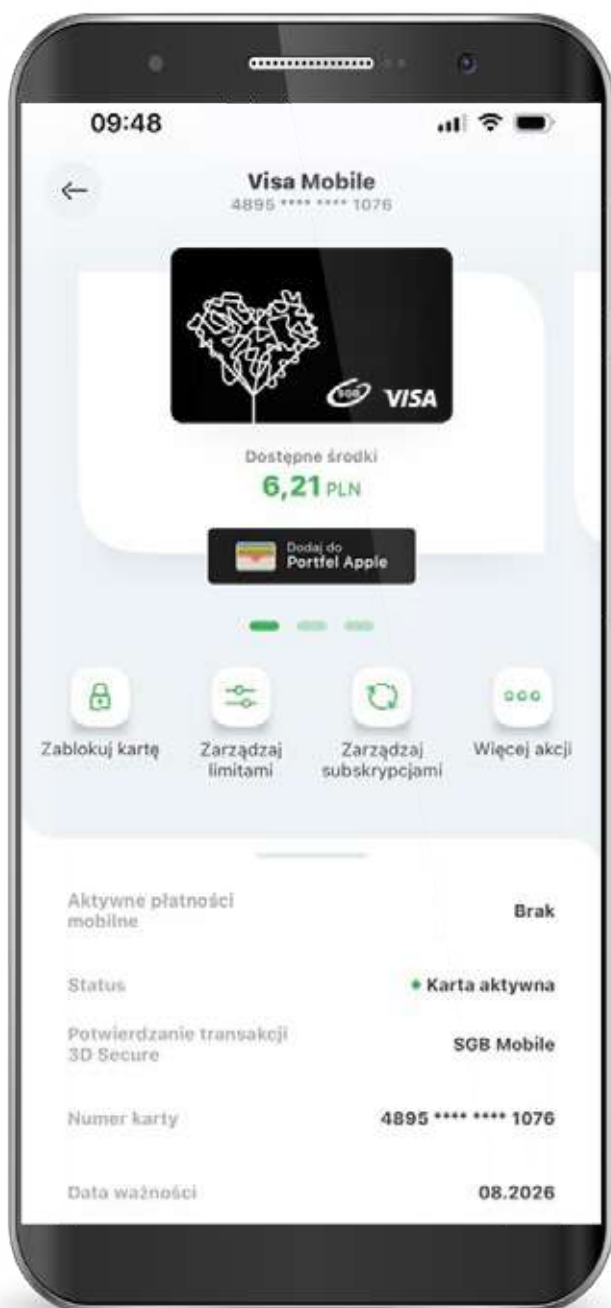 09:48
Visa Mobile
4895 **** **** 1076
SGB VISA
Dostępne środki
6,21 PLN
Dodaj do
Portfel Apple
Zablokuj kartę
Zarządzaj
limitami
Zarządzaj
subskrypcjami
Więcej akcji
Aktywne płatności
mobilne
Brak
Status
Karta aktywna
Potwierdzanie transakcji
3D Secure
SGB Mobile
Numer karty
4895 **** **** 1076
Data ważności
08.2026